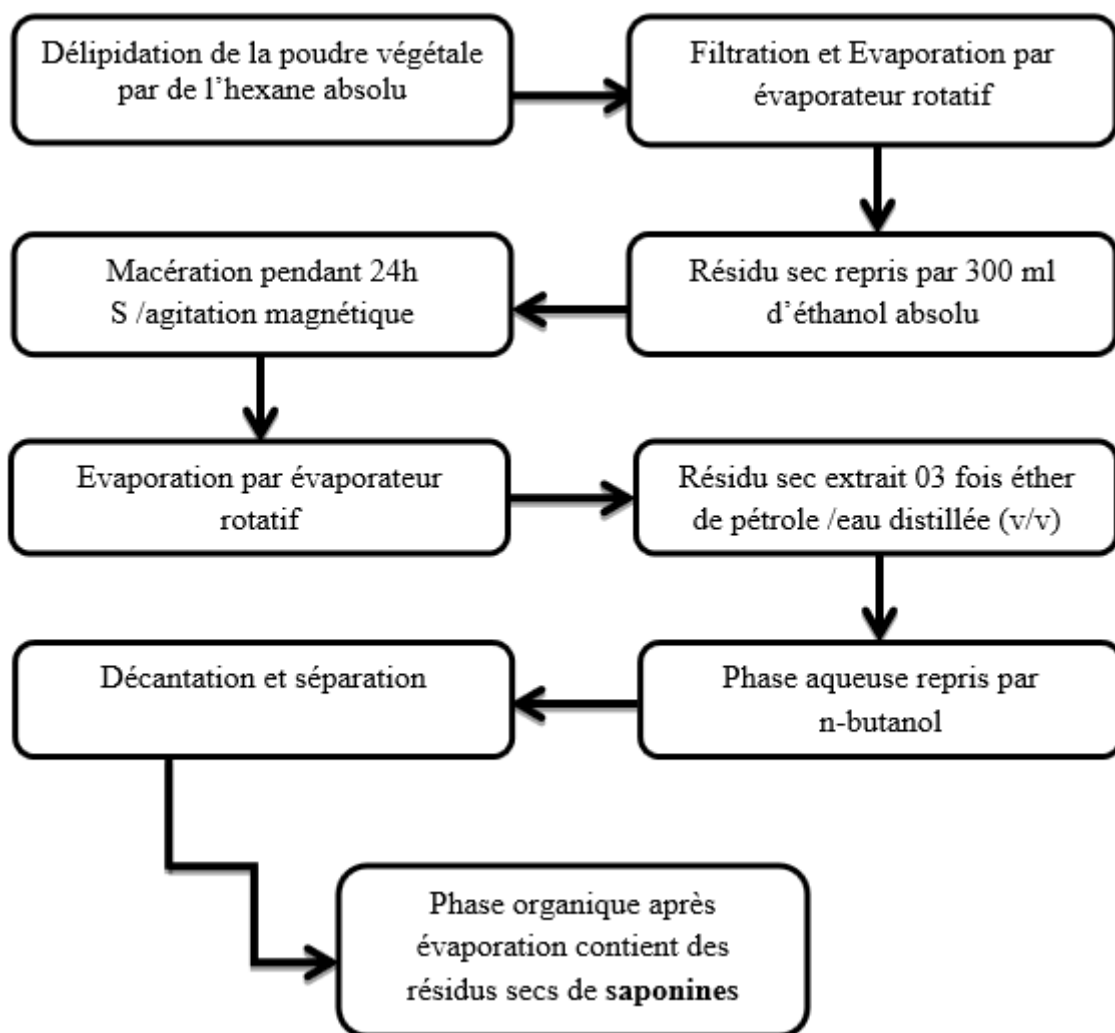 Délipidation de la poudre végétale
par de l’hexane absolu
Filtration et Evaporation par
évaporateur rotatif
Résidu sec repris par 300 ml
d’éthanol absolu
Macération pendant 24h
S /agitation magnétique
Evaporation par évaporateur
rotatif
Résidu sec extrait 03 fois éther
de pétrole /eau distillée (v/v)
Phase aqueuse repris par
n-butanol
Décantation et séparation
Phase organique après
évaporation contient des
résidus secs de saponines